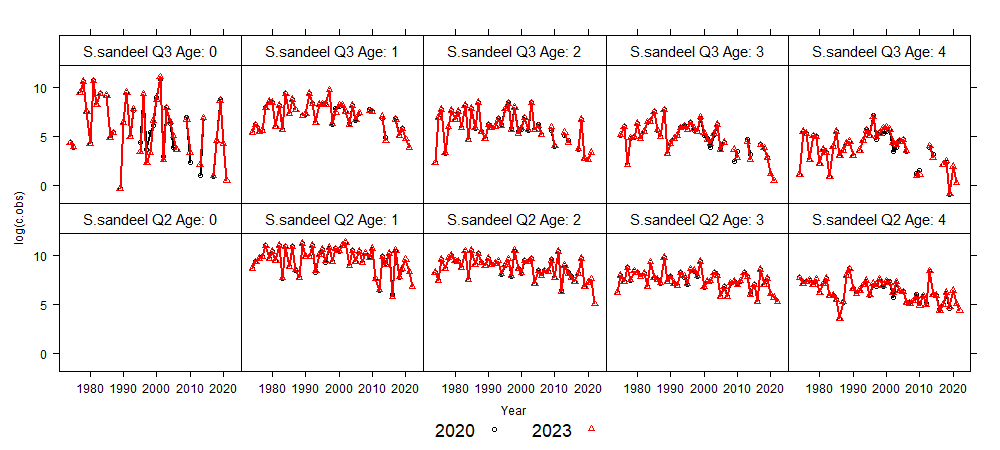 S.sandeel Q3 Age: 0 S.sandeel Q3 Age: 1 S.sandeel Q3 Age: 2 S.sandeel Q3 Age: 3 S.sandeel Q3 Age: 4
10
5
0
S.sandeel Q2 Age: 0 S.sandeel Q2 Age: 1 S.sandeel Q2 Age: 2 S.sandeel Q2 Age: 3 S.sandeel Q2 Age: 4
log(c.obs)
10
5
0
1980 1990 2000 2010 2020 1980 1990 2000 2010 2020 1980 1990 2000 2010 2020 1980 1990 2000 2010 2020 1980 1990 2000 2010 2020
Year
2020 2023